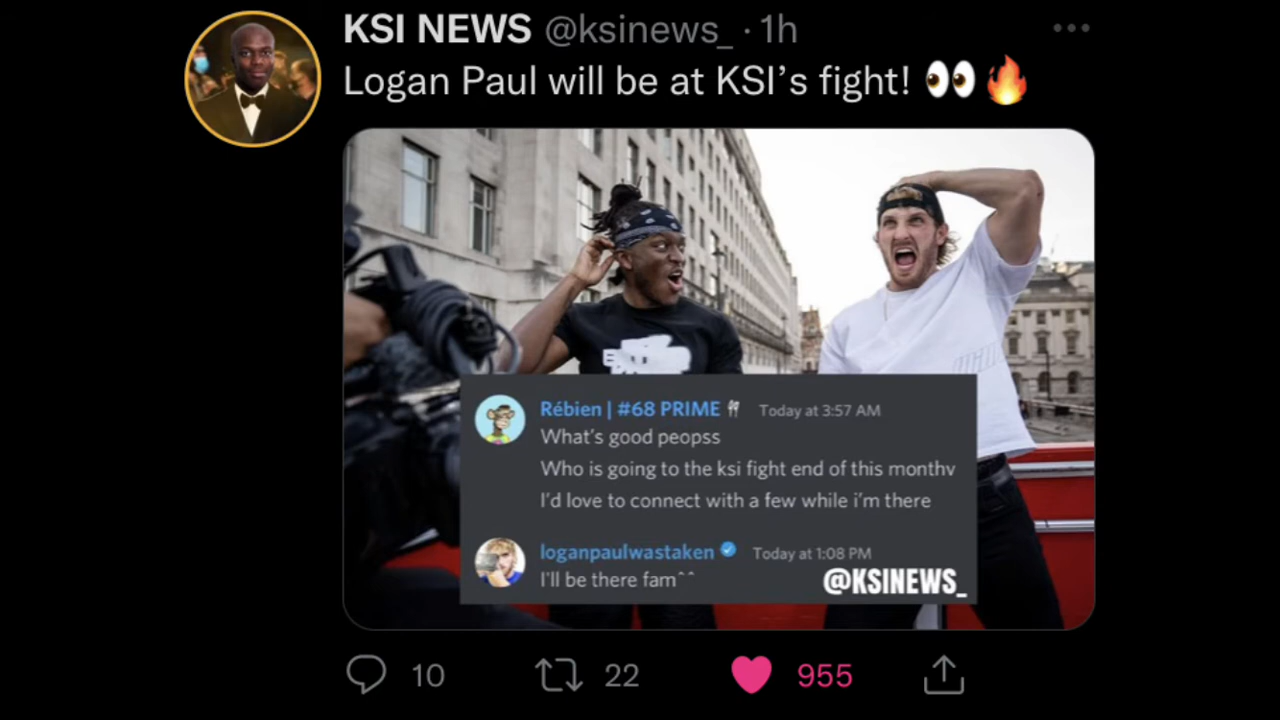 KSI NEWS @ksinews_ · 1h
Logan Paul will be at KSI's fight! 👀🔥
Rébien | #68 PRIME Today at 3:57 AM
What's good peopss
Who is going to the ksi fight end of this monthv
I'd love to connect with a few while i'm there
loganpaulwastaken Today at 1:08 PM
I'll be there fam^^
@KSINEWS_
10 22 955